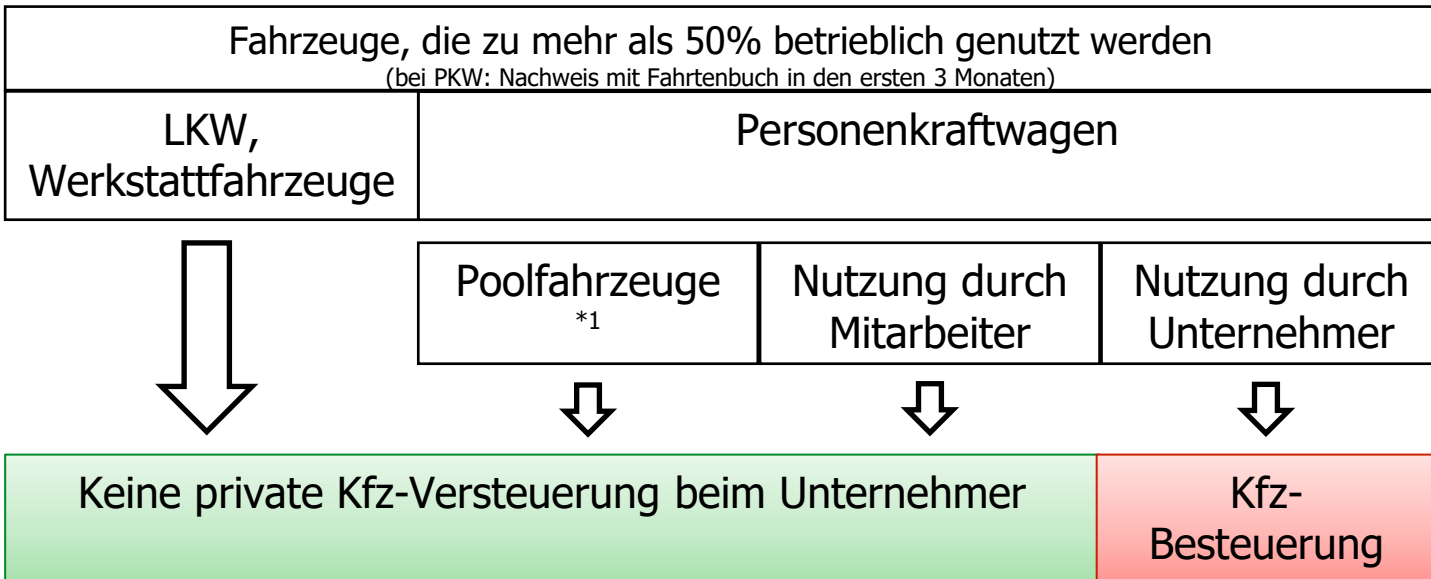 Fahrzeuge, die zu mehr als 50% betrieblich genutzt werden
(bei PKW: Nachweis mit Fahrtenbuch in den ersten 3 Monaten)
LKW,
Werkstattfahrzeuge
Personenkraftwagen
Poolfahrzeuge
*1
Nutzung durch
Mitarbeiter
Nutzung durch
Unternehmer
Keine private Kfz-Versteuerung beim Unternehmer
Kfz-
Besteuerung